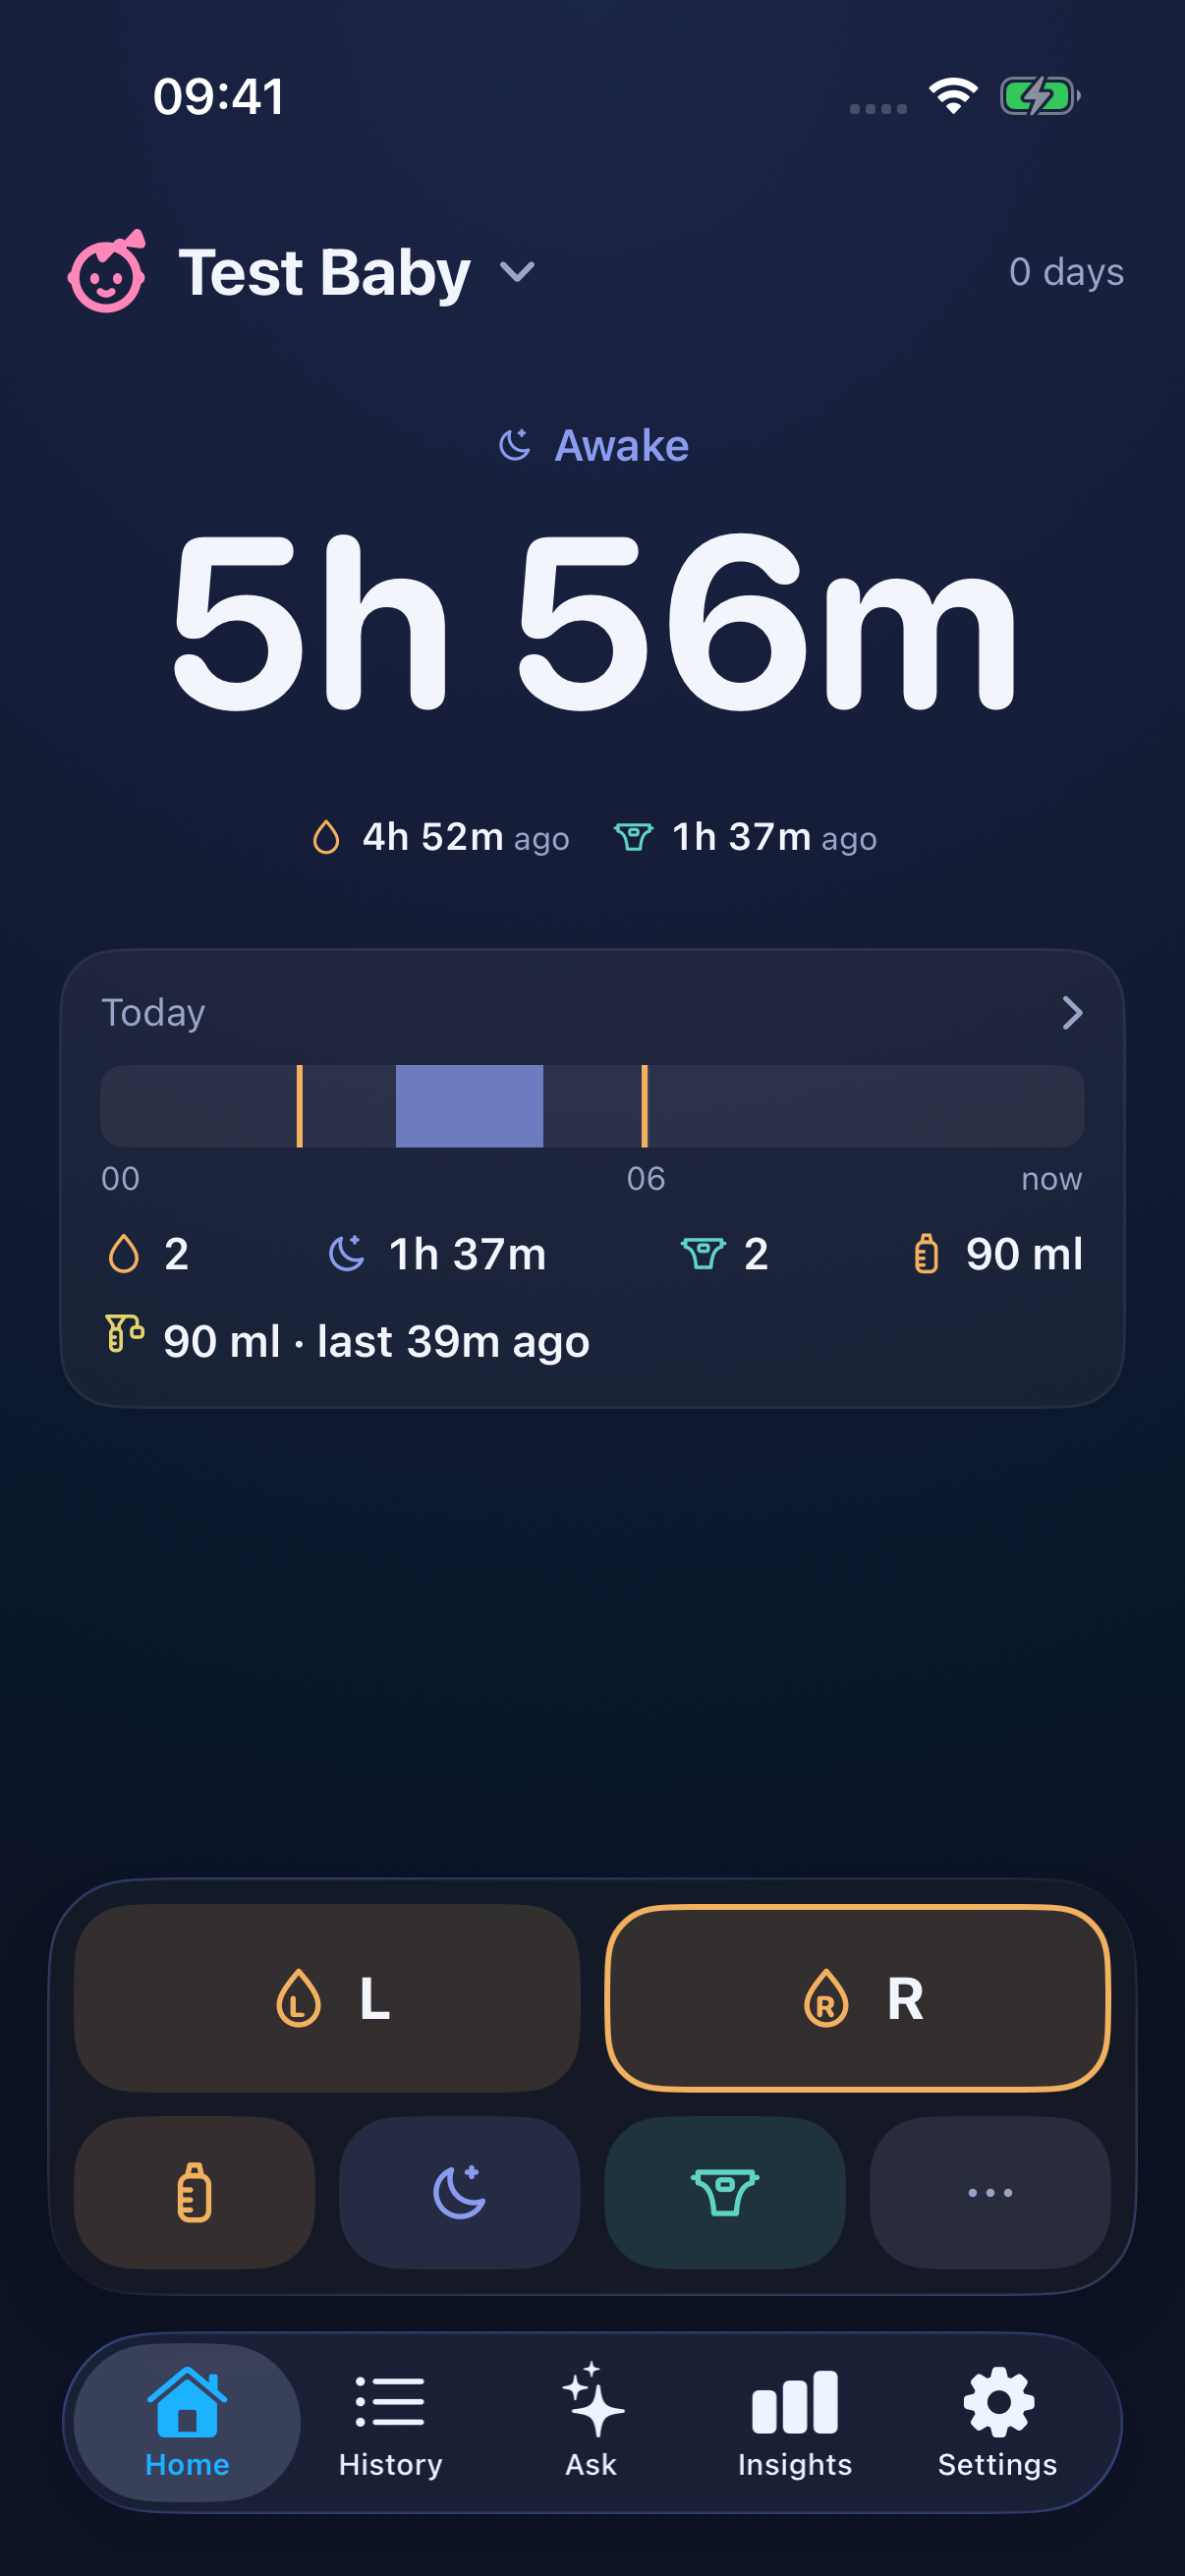 09:41
Test Baby
0 days
Awake
5h 56m
4h 52m ago 1h 37m ago
Today
00 06 now
2 1h 37m 2 90 ml
90 ml · last 39m ago
L L R R
Home History Ask Insights Settings